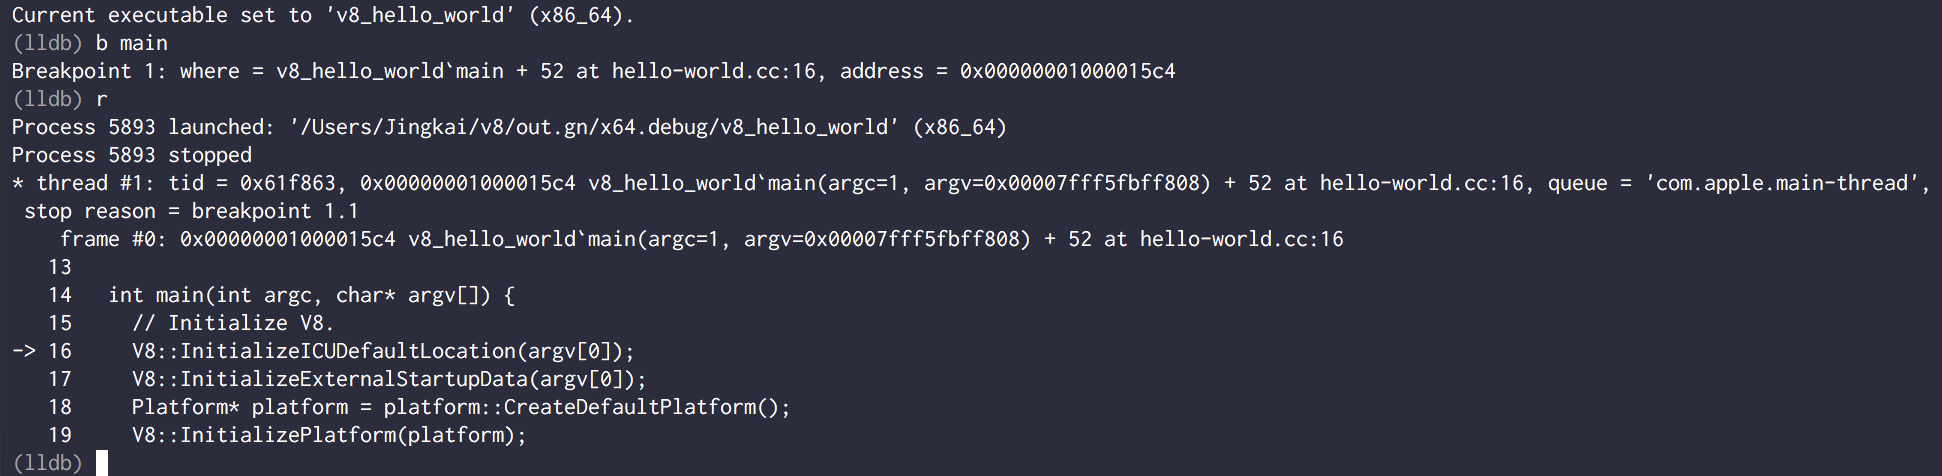 Current executable set to 'v8_hello_world' (x86_64).
(lldb) b main
Breakpoint 1: where = v8_hello_world`main + 52 at hello-world.cc:16, address = 0x00000001000015c4
(lldb) r
Process 5893 launched: '/Users/Jingkai/v8/out.gn/x64.debug/v8_hello_world' (x86_64)
Process 5893 stopped
* thread #1: tid = 0x61f863, 0x00000001000015c4 v8_hello_world`main(argc=1, argv=0x00007fff5fbff808) + 52 at hello-world.cc:16, queue = 'com.apple.main-thread',
 stop reason = breakpoint 1.1
    frame #0: 0x00000001000015c4 v8_hello_world`main(argc=1, argv=0x00007fff5fbff808) + 52 at hello-world.cc:16
   13
   14   int main(int argc, char* argv[]) {
   15     // Initialize V8.
-> 16     V8::InitializeICUDefaultLocation(argv[0]);
   17     V8::InitializeExternalStartupData(argv[0]);
   18     Platform* platform = platform::CreateDefaultPlatform();
   19     V8::InitializePlatform(platform);
(lldb)